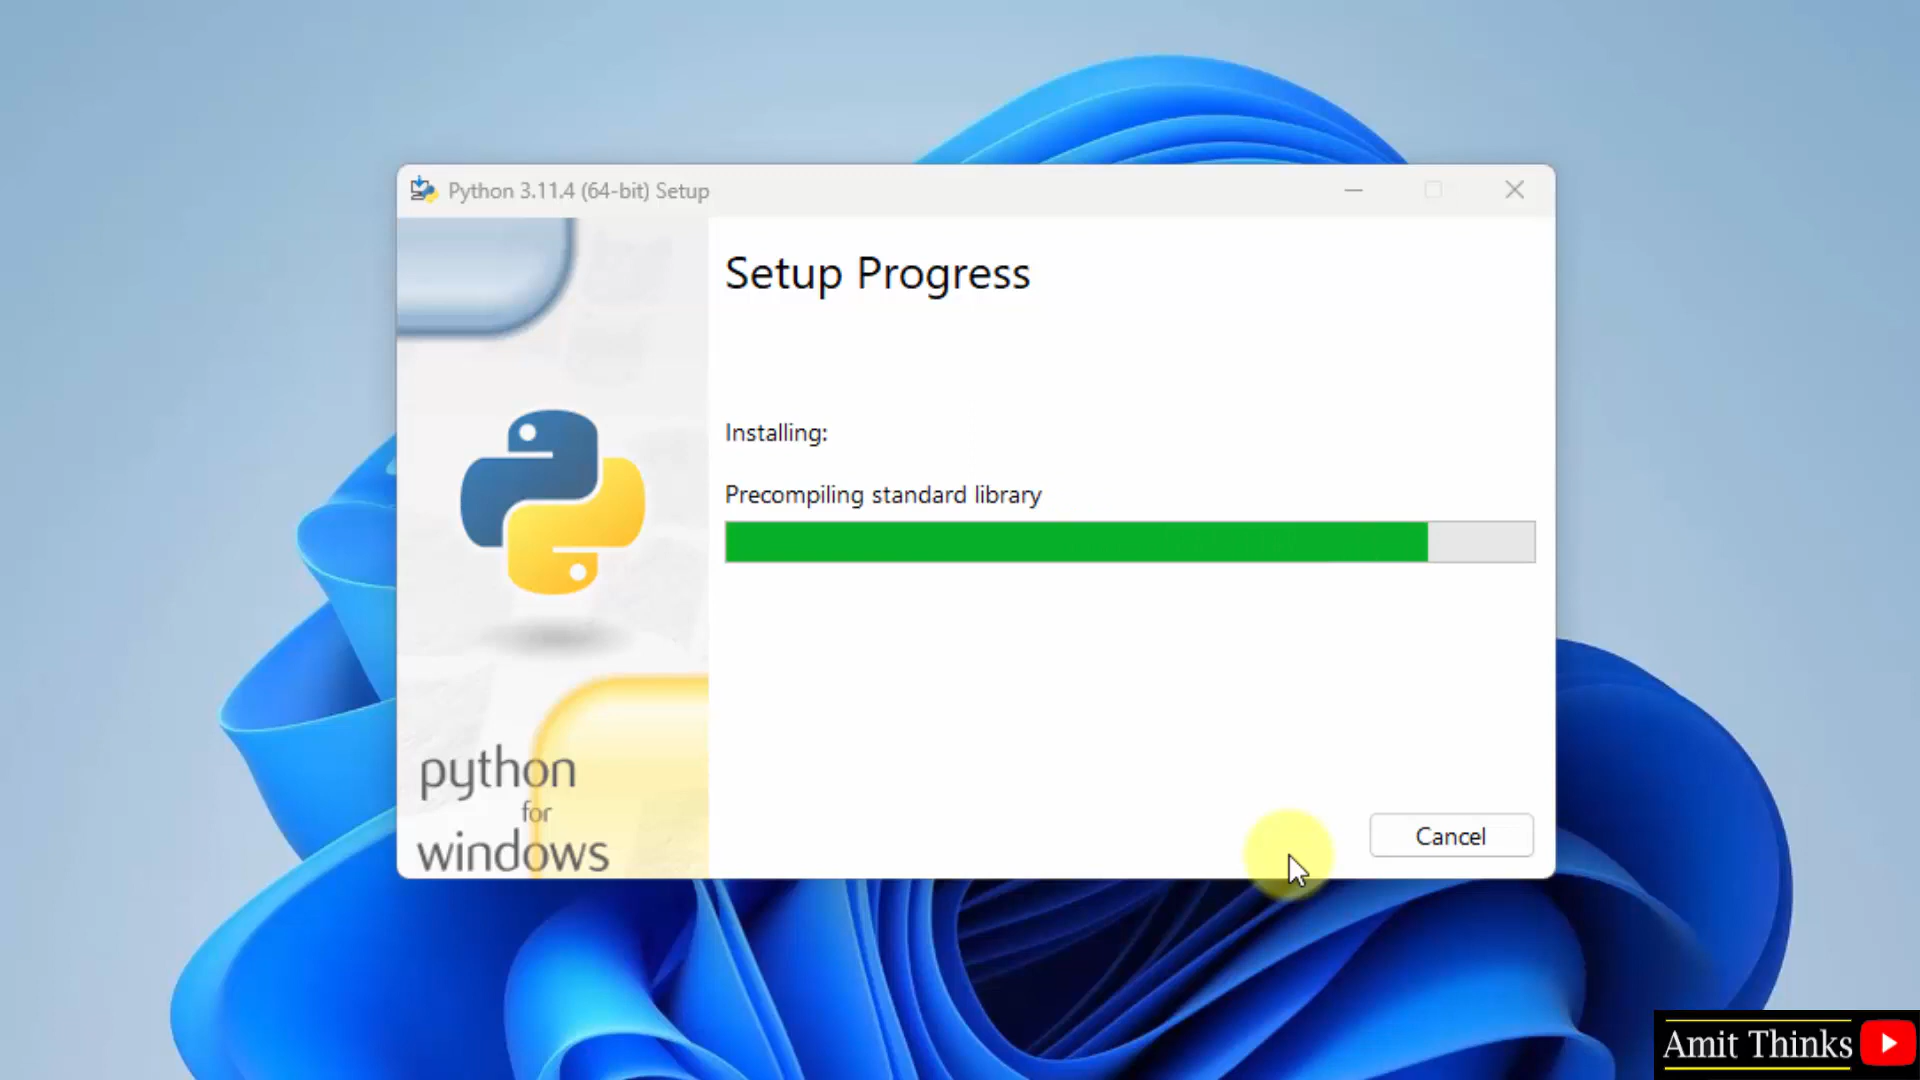 Python 3.11.4 (64-bit) Setup
Setup Progress
Installing:
Precompiling standard library
python
for
windows
Cancel
Amit Thinks